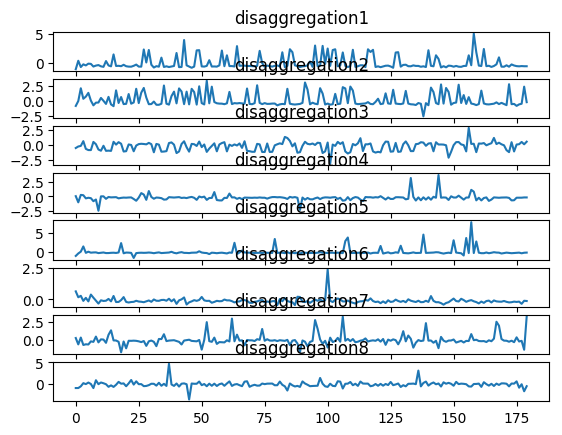 disaggregation1
5
0
disaggregation2
2.5
0.0
-2.5
disaggregation3
2.5
0.0
-2.5
disaggregation4
2.5
0.0
-2.5
disaggregation5
5
0
disaggregation6
2.5
0.0
disaggregation7
2.5
0.0
disaggregation8
5
0
0 25 50 75 100 125 150 175